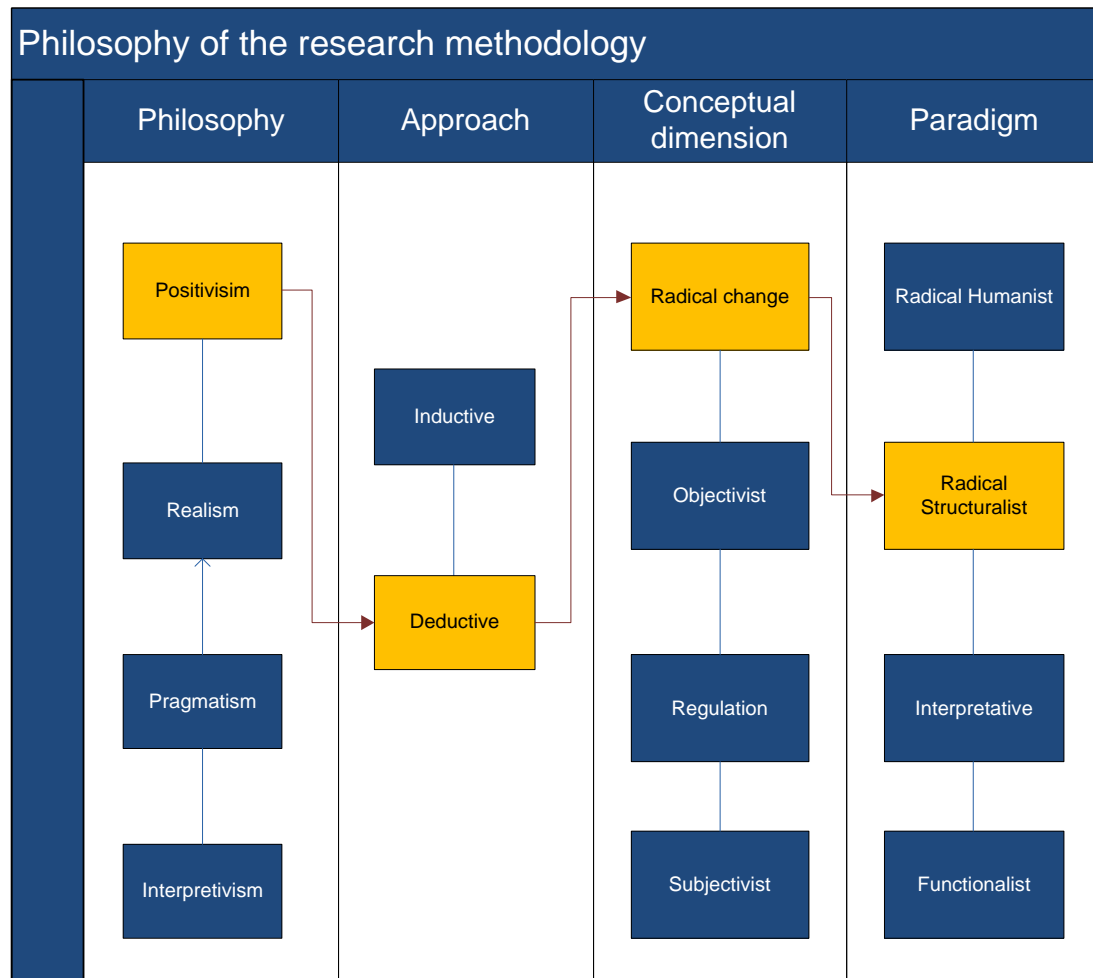 Philosophy of the research methodology
Philosophy
Approach
Conceptual
dimension
Paradigm
Positivisim
Realism
Pragmatism
Interpretivism
Inductive
Deductive
Radical change
Objectivist
Regulation
Subjectivist
Radical Humanist
Radical
Structuralist
Interpretative
Functionalist